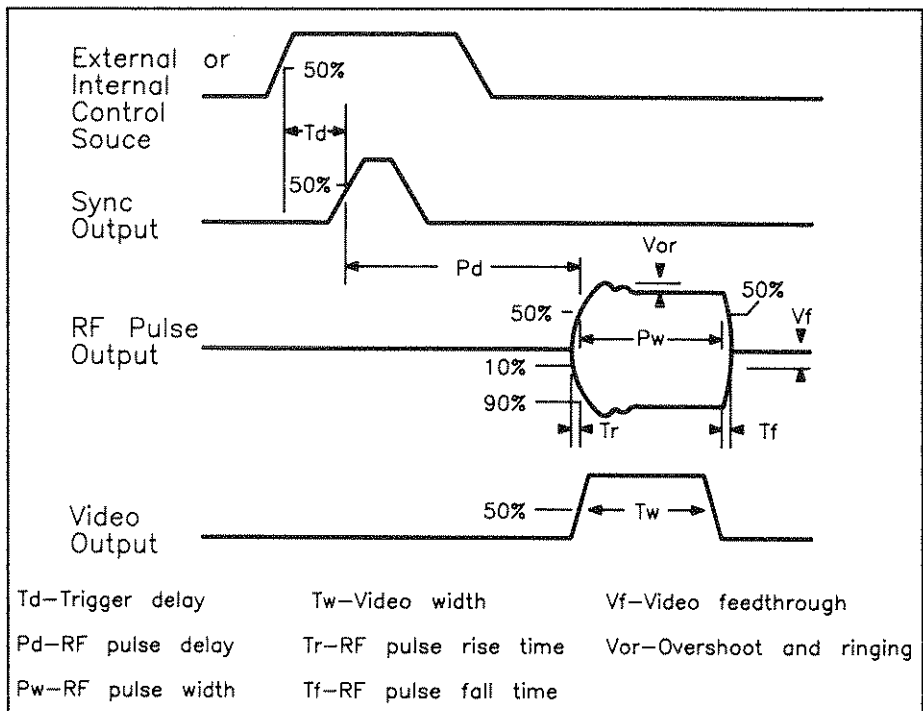 External or
Internal
Control
Souce
50%
Td
50%
Sync
Output
Vor
Pd
50%
50%
Vf
RF Pulse
Output
Pw
10%
90%
Tr
Tf
Video
Output
50%
Tw
Td-Trigger delay
Tw-Video width
Vf-Video feedthrough
Pd-RF pulse delay
Tr-RF pulse rise time
Vor-Overshoot and ringing
Pw-RF pulse width
Tf-RF pulse fall time